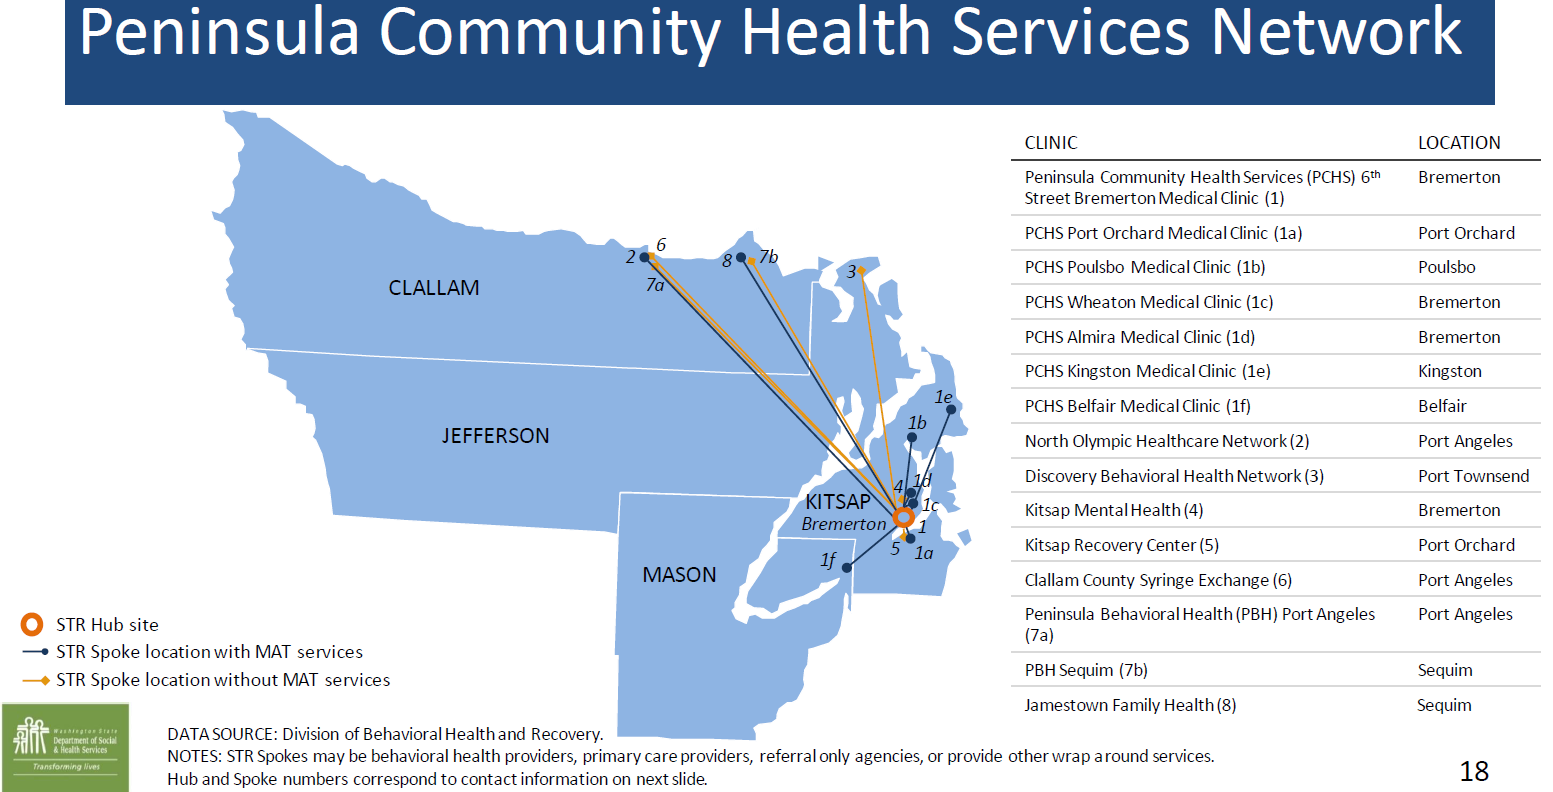 Peninsula Community Health Services Network
CLINIC LOCATION
Peninsula Community Health Services (PCHS) 6th Bremerton
Street Bremerton Medical Clinic (1)
PCHS Port Orchard Medical Clinic (1a) Port Orchard
PCHS Poulsbo Medical Clinic (1b) Poulsbo
PCHS Wheaton Medical Clinic (1c) Bremerton
PCHS Almira Medical Clinic (1d) Bremerton
PCHS Kingston Medical Clinic (1e) Kingston
PCHS Belfair Medical Clinic (1f) Belfair
North Olympic Healthcare Network (2) Port Angeles
Discovery Behavioral Health Network (3) Port Townsend
Kitsap Mental Health (4) Bremerton
Kitsap Recovery Center (5) Port Orchard
Clallam County Syringe Exchange (6) Port Angeles
Peninsula Behavioral Health (PBH) Port Angeles Port Angeles
(7a)
PBH Sequim (7b) Sequim
Jamestown Family Health (8) Sequim
2
6
7a
8
7b
3
CLALLAM
JEFFERSON
1e
1b
4
1d
1c
KITSAP
Bremerton
1
5
1a
1f
MASON
STR Hub site
STR Spoke location with MAT services
STR Spoke location without MAT services
Washington State
Department of Social
& Health Services
Transforming lives
DATA SOURCE: Division of Behavioral Health and Recovery.
NOTES: STR Spokes may be behavioral health providers, primary care providers, referral only agencies, or provide other wrap around services.
Hub and Spoke numbers correspond to contact information on next slide.
18